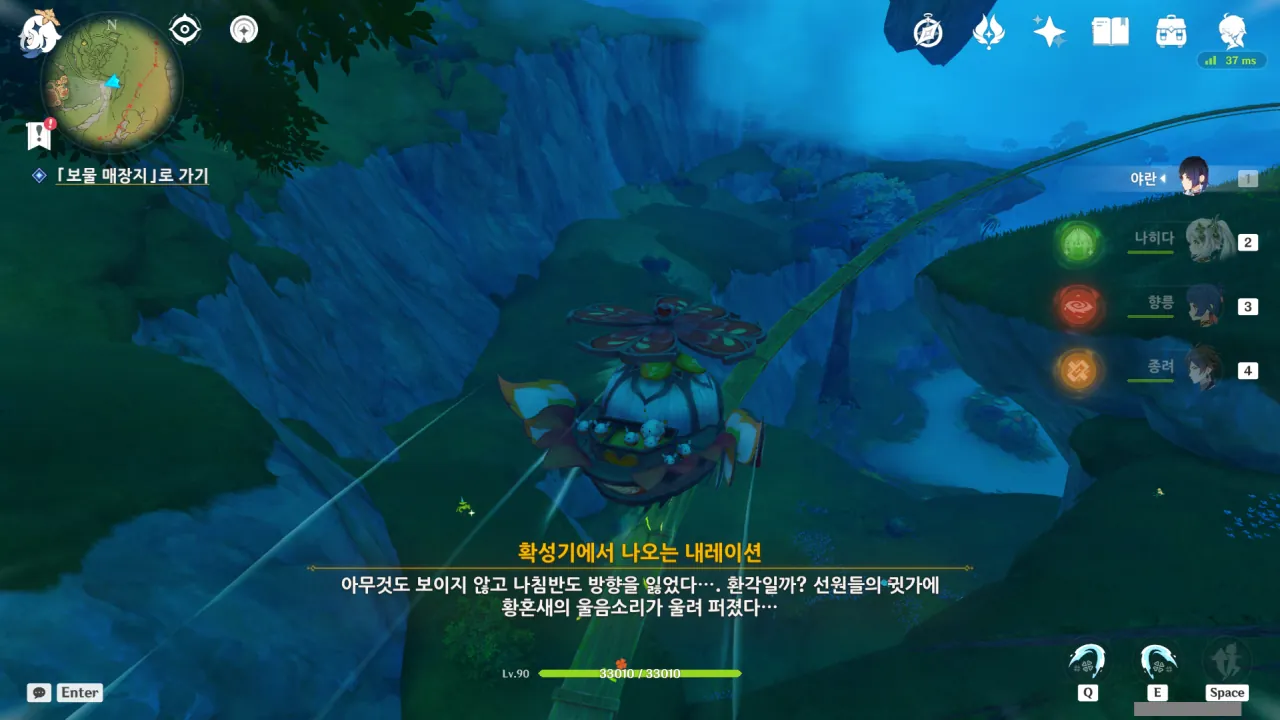 N
37 ms
「보물 매장지」로 가기
야란
1
나히다
2
향릉
3
종려
4
확성기에서 나오는 내레이션
아무것도 보이지 않고 나침반도 방향을 잃었다…. 환각일까? 선원들의 귓가에
황혼새의 울음소리가 울려 퍼졌다…
Lv.90
33010 / 33010
Enter
Q
E
Space